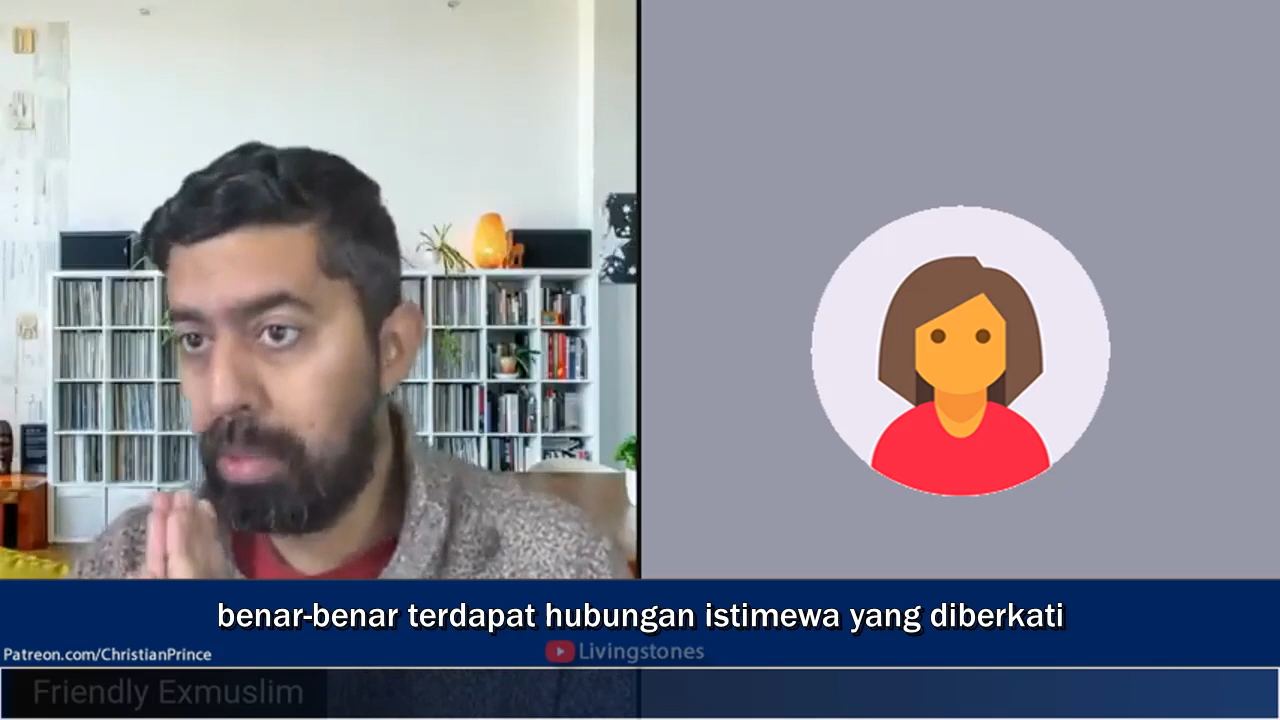 benar-benar terdapat hubungan istimewa yang diberkati
Patreon.com/ChristianPrince
Livingstones
Friendly Exmuslim